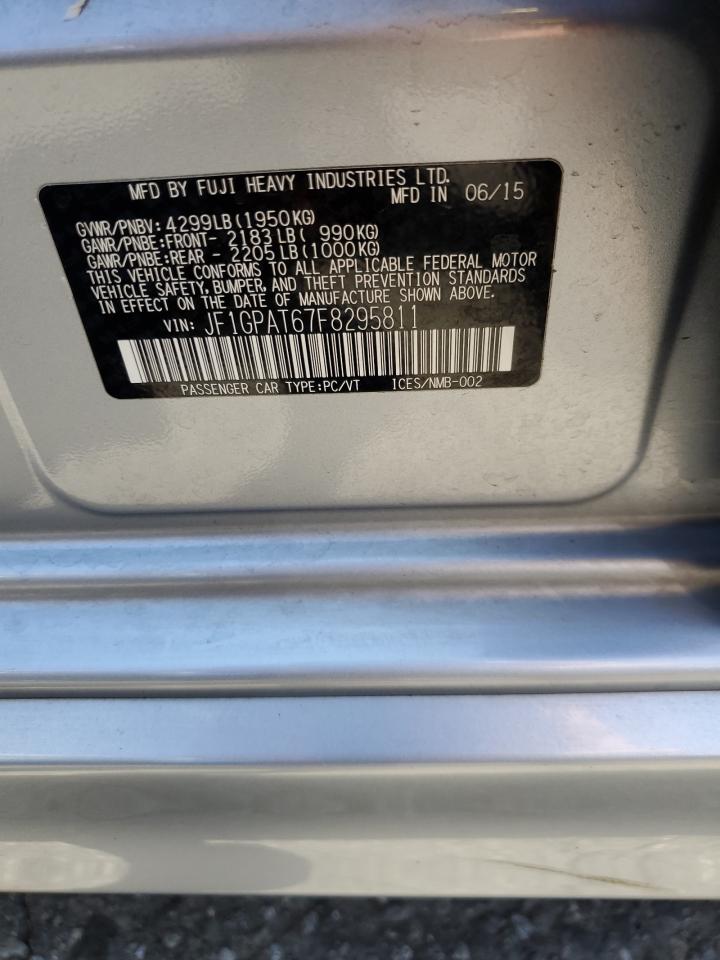 MFD BY FUJI HEAVY INDUSTRIES LTD.
MFD IN 06/15
GVWR/PNBV: 4299LB(1950KG)
GAWR/PNBE:FRONT- 2183LB( 990KG)
GAWR/PNBE:REAR - 2205LB(1000KG)
THIS VEHICLE CONFORMS TO ALL APPLICABLE FEDERAL MOTOR
VEHICLE SAFETY, BUMPER, AND THEFT PREVENTION STANDARDS
IN EFFECT ON THE DATE OF MANUFACTURE SHOWN ABOVE.
VIN: JF1GPAT67F8295811
PASSENGER CAR TYPE:PC/VT ICES/NMB-002